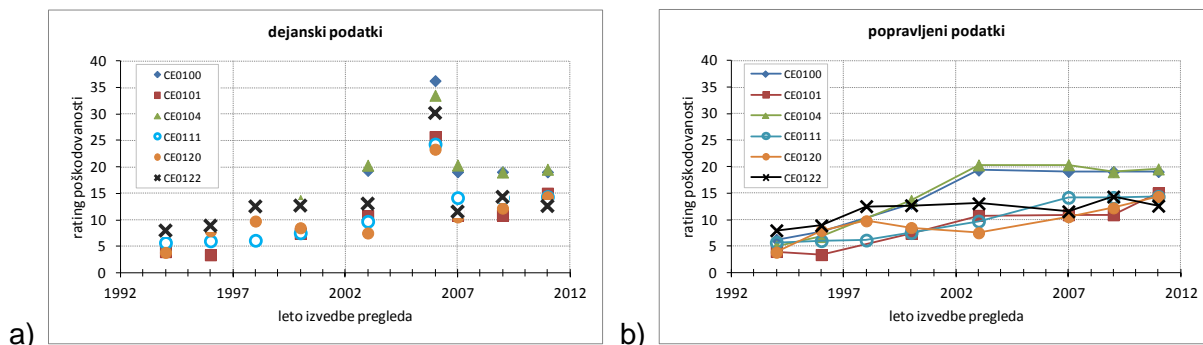 a)
dejanski podatki
rating poškodovanosti
40
35
30
25
20
15
10
5
0
CE0100
CE0101
CE0104
CE0111
CE0120
CE0122
1992 1997 2002 2007 2012
leto izvedbe pregleda
b)
popravljeni podatki
rating poškodovanosti
40
35
30
25
20
15
10
5
0
CE0100
CE0101
CE0104
CE0111
CE0120
CE0122
1992 1997 2002 2007 2012
leto izvedbe pregleda